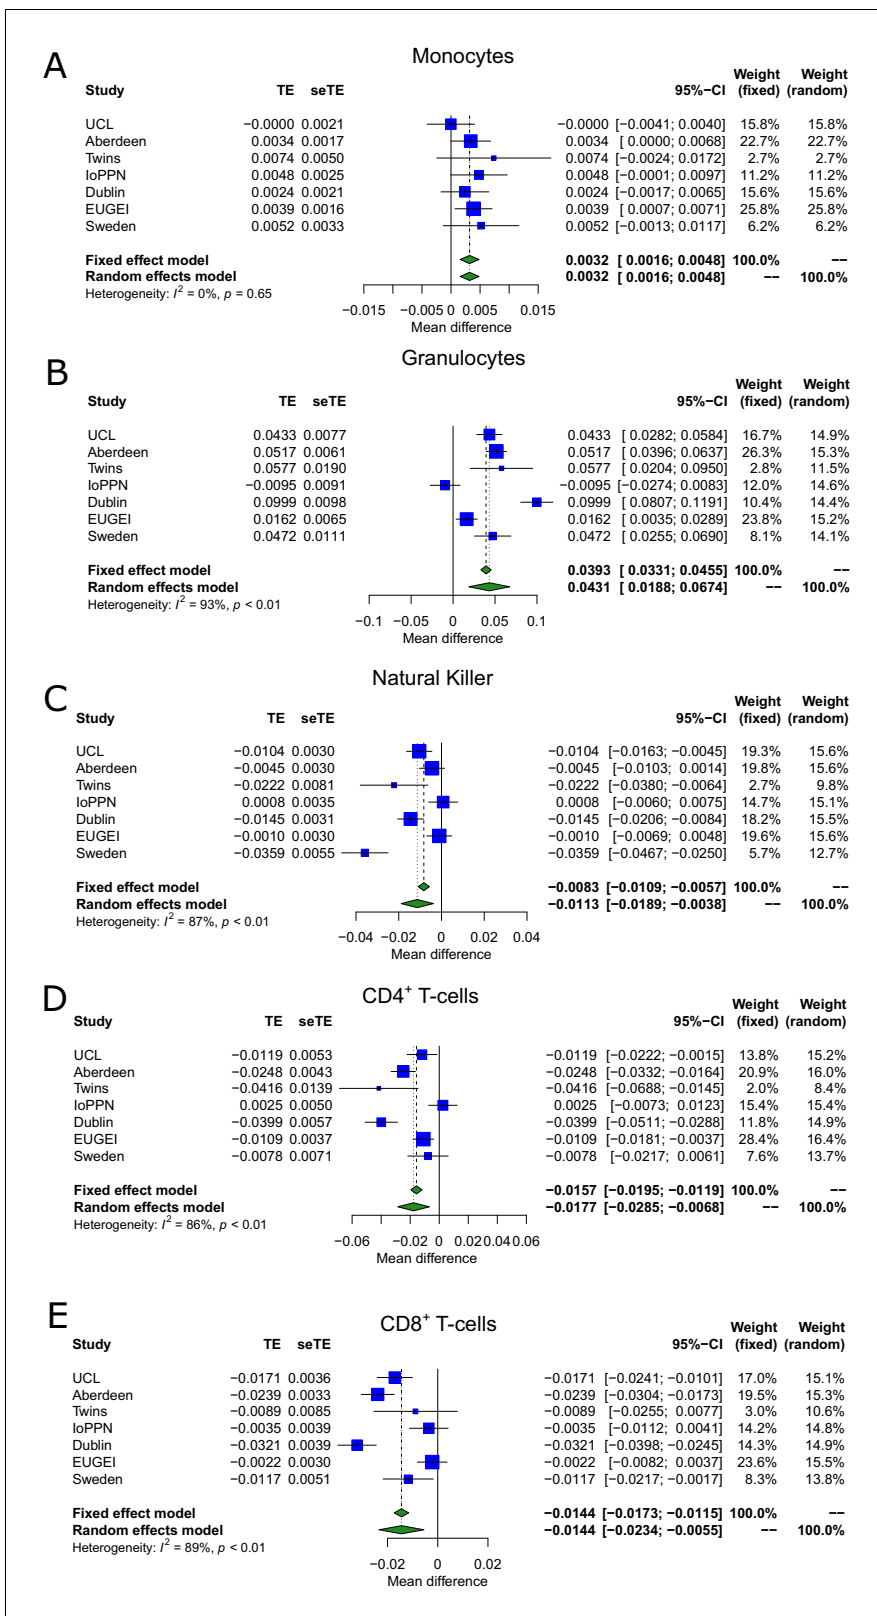 A
Monocytes
Weight Weight
Study TE seTE 95%−CI (fixed) (random)
UCL −0.0000 0.0021 −0.0000 [−0.0041; 0.0040] 15.8% 15.8%
Aberdeen 0.0034 0.0017 0.0034 [ 0.0000; 0.0068] 22.7% 22.7%
Twins 0.0074 0.0050 0.0074 [−0.0024; 0.0172] 2.7% 2.7%
IoPPN 0.0048 0.0025 0.0048 [−0.0001; 0.0097] 11.2% 11.2%
Dublin 0.0024 0.0021 0.0024 [−0.0017; 0.0065] 15.6% 15.6%
EUGEI 0.0039 0.0016 0.0039 [ 0.0007; 0.0071] 25.8% 25.8%
Sweden 0.0052 0.0033 0.0052 [−0.0013; 0.0117] 6.2% 6.2%
Fixed effect model 0.0032 [ 0.0016; 0.0048] 100.0% −−
Random effects model 0.0032 [ 0.0016; 0.0048] −− 100.0%
Heterogeneity: I² = 0%, p = 0.65
−0.015 −0.005 0 0.005 0.015
Mean difference
B
Granulocytes
Weight Weight
Study TE seTE 95%−CI (fixed) (random)
UCL 0.0433 0.0077 0.0433 [ 0.0282; 0.0584] 16.7% 14.9%
Aberdeen 0.0517 0.0061 0.0517 [ 0.0396; 0.0637] 26.3% 15.3%
Twins 0.0577 0.0190 0.0577 [ 0.0204; 0.0950] 2.8% 11.5%
IoPPN −0.0095 0.0091 −0.0095 [−0.0274; 0.0083] 12.0% 14.6%
Dublin 0.0999 0.0098 0.0999 [ 0.0807; 0.1191] 10.4% 14.4%
EUGEI 0.0162 0.0065 0.0162 [ 0.0035; 0.0289] 23.8% 15.2%
Sweden 0.0472 0.0111 0.0472 [ 0.0255; 0.0690] 8.1% 14.1%
Fixed effect model 0.0393 [ 0.0331; 0.0455] 100.0% −−
Random effects model 0.0431 [ 0.0188; 0.0674] −− 100.0%
Heterogeneity: I² = 93%, p < 0.01
−0.1 −0.05 0 0.05 0.1
Mean difference
C
Natural Killer
Weight Weight
Study TE seTE 95%−CI (fixed) (random)
UCL −0.0104 0.0030 −0.0104 [−0.0163; −0.0045] 19.3% 15.6%
Aberdeen −0.0045 0.0030 −0.0045 [−0.0103; 0.0014] 19.8% 15.6%
Twins −0.0222 0.0081 −0.0222 [−0.0380; −0.0064] 2.7% 9.8%
IoPPN 0.0008 0.0035 0.0008 [−0.0060; 0.0075] 14.7% 15.1%
Dublin −0.0145 0.0031 −0.0145 [−0.0206; −0.0084] 18.2% 15.5%
EUGEI −0.0010 0.0030 −0.0010 [−0.0069; 0.0048] 19.6% 15.6%
Sweden −0.0359 0.0055 −0.0359 [−0.0467; −0.0250] 5.7% 12.7%
Fixed effect model −0.0083 [−0.0109; −0.0057] 100.0% −−
Random effects model −0.0113 [−0.0189; −0.0038] −− 100.0%
Heterogeneity: I² = 87%, p < 0.01
−0.04 −0.02 0 0.02 0.04
Mean difference
D
CD4⁺ T-cells
Weight Weight
Study TE seTE 95%−CI (fixed) (random)
UCL −0.0119 0.0053 −0.0119 [−0.0222; −0.0015] 13.8% 15.2%
Aberdeen −0.0248 0.0043 −0.0248 [−0.0332; −0.0164] 20.9% 16.0%
Twins −0.0416 0.0139 −0.0416 [−0.0688; −0.0145] 2.0% 8.4%
IoPPN 0.0025 0.0050 0.0025 [−0.0073; 0.0123] 15.4% 15.4%
Dublin −0.0399 0.0057 −0.0399 [−0.0511; −0.0288] 11.8% 14.9%
EUGEI −0.0109 0.0037 −0.0109 [−0.0181; −0.0037] 28.4% 16.4%
Sweden −0.0078 0.0071 −0.0078 [−0.0217; 0.0061] 7.6% 13.7%
Fixed effect model −0.0157 [−0.0195; −0.0119] 100.0% −−
Random effects model −0.0177 [−0.0285; −0.0068] −− 100.0%
Heterogeneity: I² = 86%, p < 0.01
−0.06 −0.02 0 0.02 0.04 0.06
Mean difference
E
CD8⁺ T-cells
Weight Weight
Study TE seTE 95%−CI (fixed) (random)
UCL −0.0171 0.0036 −0.0171 [−0.0241; −0.0101] 17.0% 15.1%
Aberdeen −0.0239 0.0033 −0.0239 [−0.0304; −0.0173] 19.5% 15.3%
Twins −0.0089 0.0085 −0.0089 [−0.0255; 0.0077] 3.0% 10.6%
IoPPN −0.0035 0.0039 −0.0035 [−0.0112; 0.0041] 14.2% 14.8%
Dublin −0.0321 0.0039 −0.0321 [−0.0398; −0.0245] 14.3% 14.9%
EUGEI −0.0022 0.0030 −0.0022 [−0.0082; 0.0037] 23.6% 15.5%
Sweden −0.0117 0.0051 −0.0117 [−0.0217; −0.0017] 8.3% 13.8%
Fixed effect model −0.0144 [−0.0173; −0.0115] 100.0% −−
Random effects model −0.0144 [−0.0234; −0.0055] −− 100.0%
Heterogeneity: I² = 89%, p < 0.01
−0.02 0 0.02
Mean difference